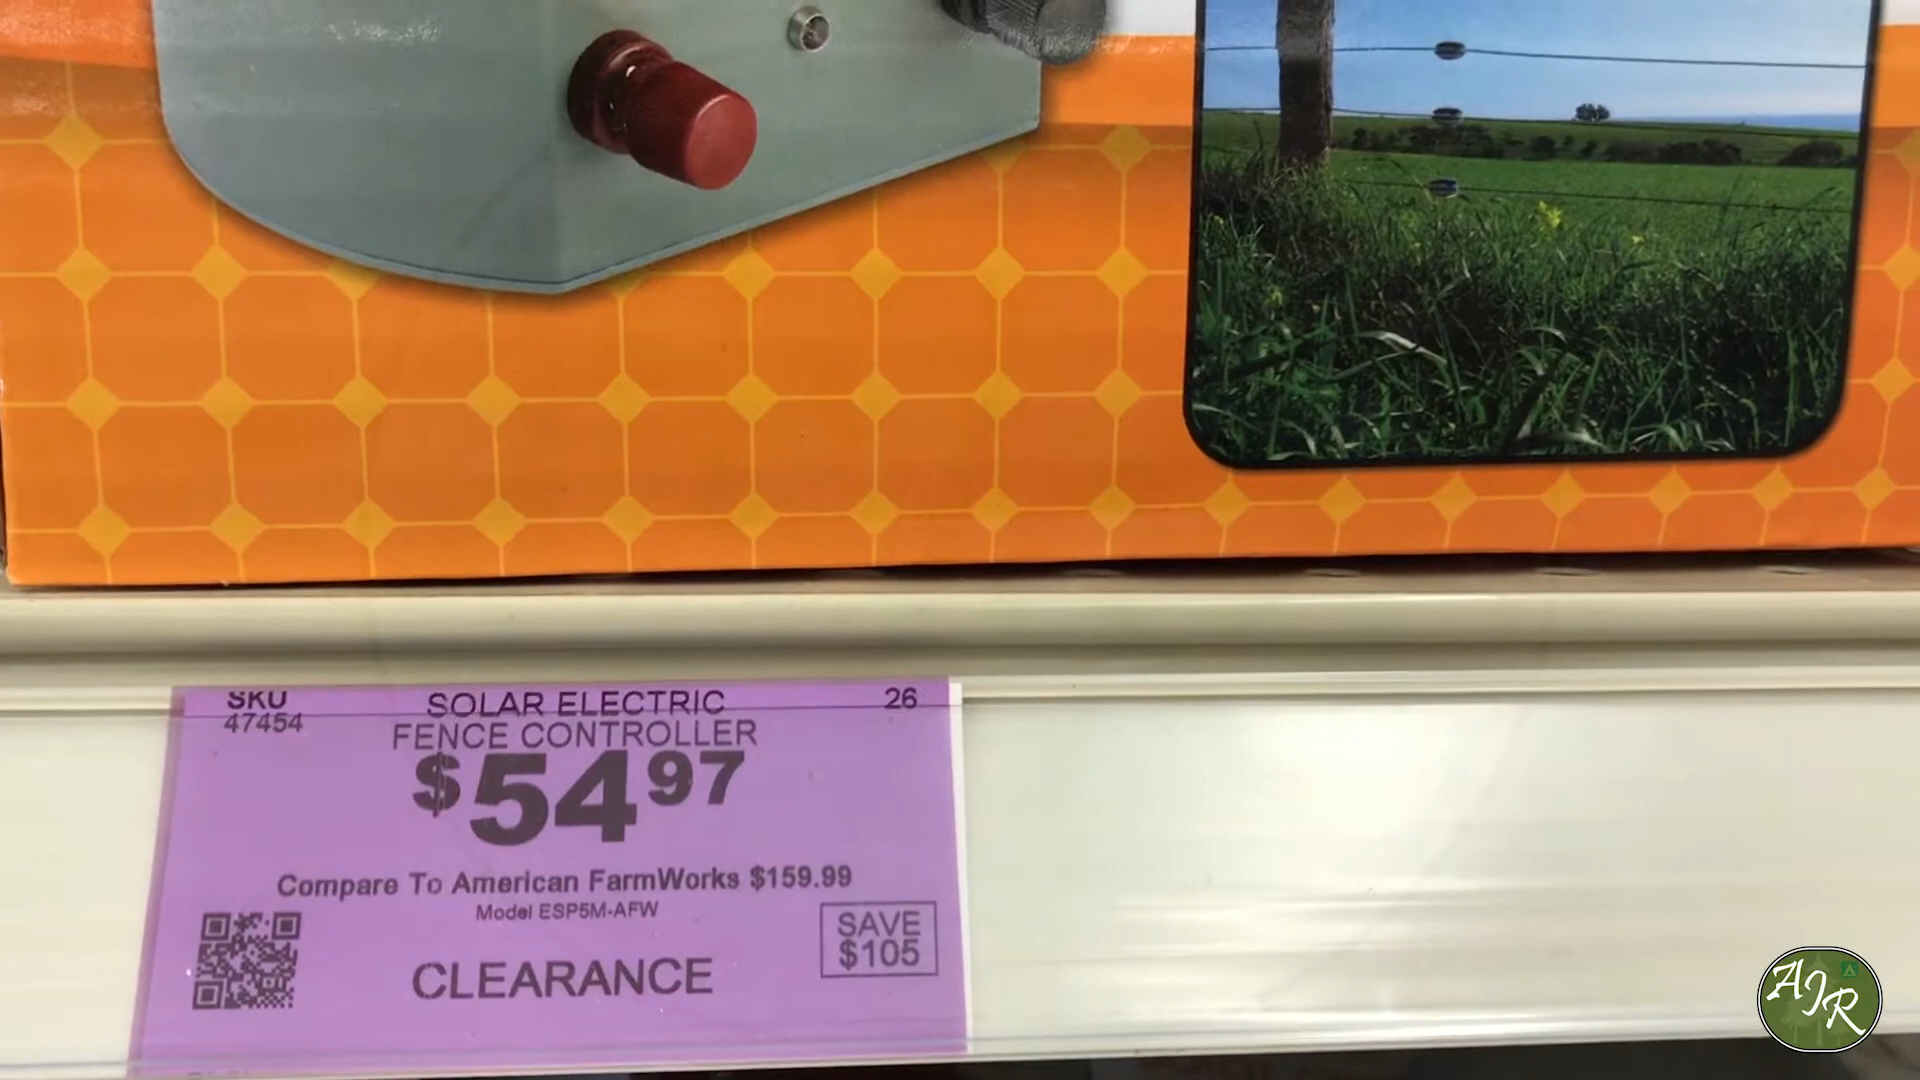 SKU
47454
SOLAR ELECTRIC
FENCE CONTROLLER
26
$54 97
Compare To American FarmWorks $159.99
Model ESP5M-AFW
SAVE
$105
CLEARANCE
AJR